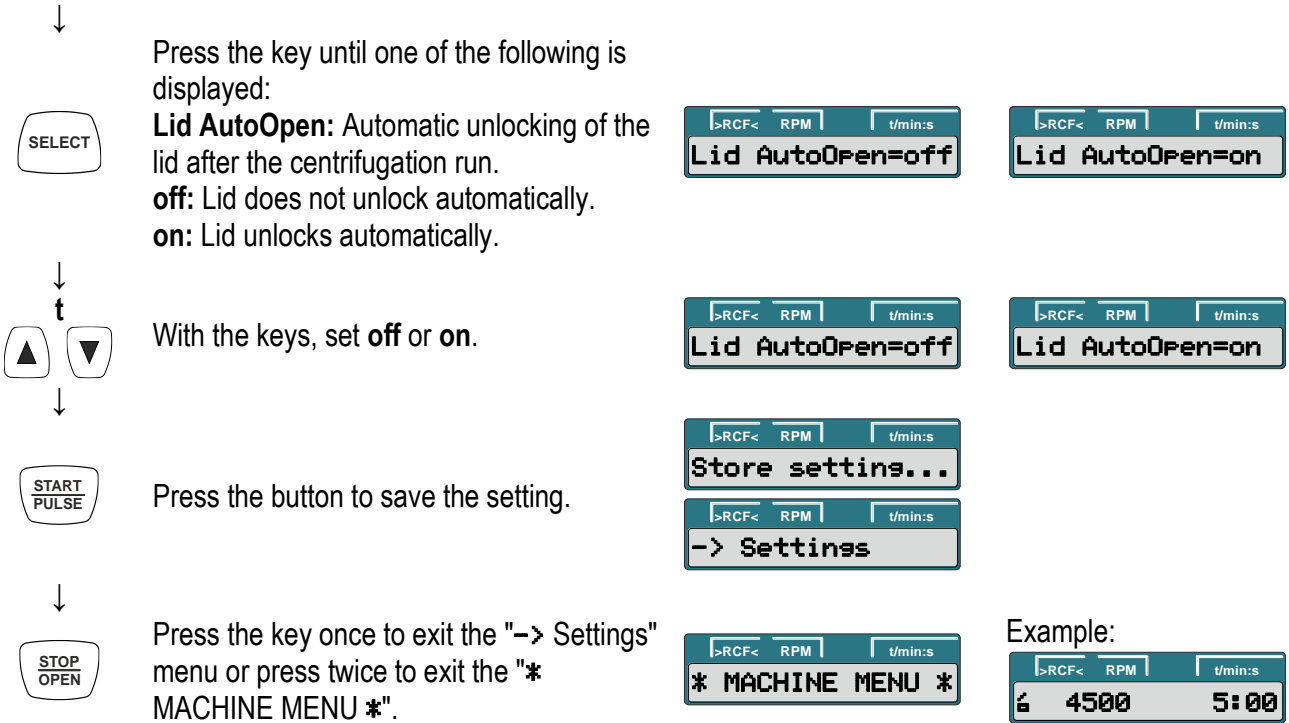 ↓
Press the key until one of the following is
displayed:
SELECT
Lid AutoOpen: Automatic unlocking of the
lid after the centrifugation run.
off: Lid does not unlock automatically.
on: Lid unlocks automatically.
>RCF< RPM t/min:s
Lid AutoOpen=off
>RCF< RPM t/min:s
Lid AutoOpen=on
↓
t
▲ ▼
With the keys, set off or on.
>RCF< RPM t/min:s
Lid AutoOpen=off
>RCF< RPM t/min:s
Lid AutoOpen=on
↓
START
PULSE
Press the button to save the setting.
>RCF< RPM t/min:s
Store setting...
>RCF< RPM t/min:s
-> Settings
↓
STOP
OPEN
Press the key once to exit the "-> Settings"
menu or press twice to exit the "*
MACHINE MENU *".
>RCF< RPM t/min:s
* MACHINE MENU *
Example:
>RCF< RPM t/min:s
4500 5:00